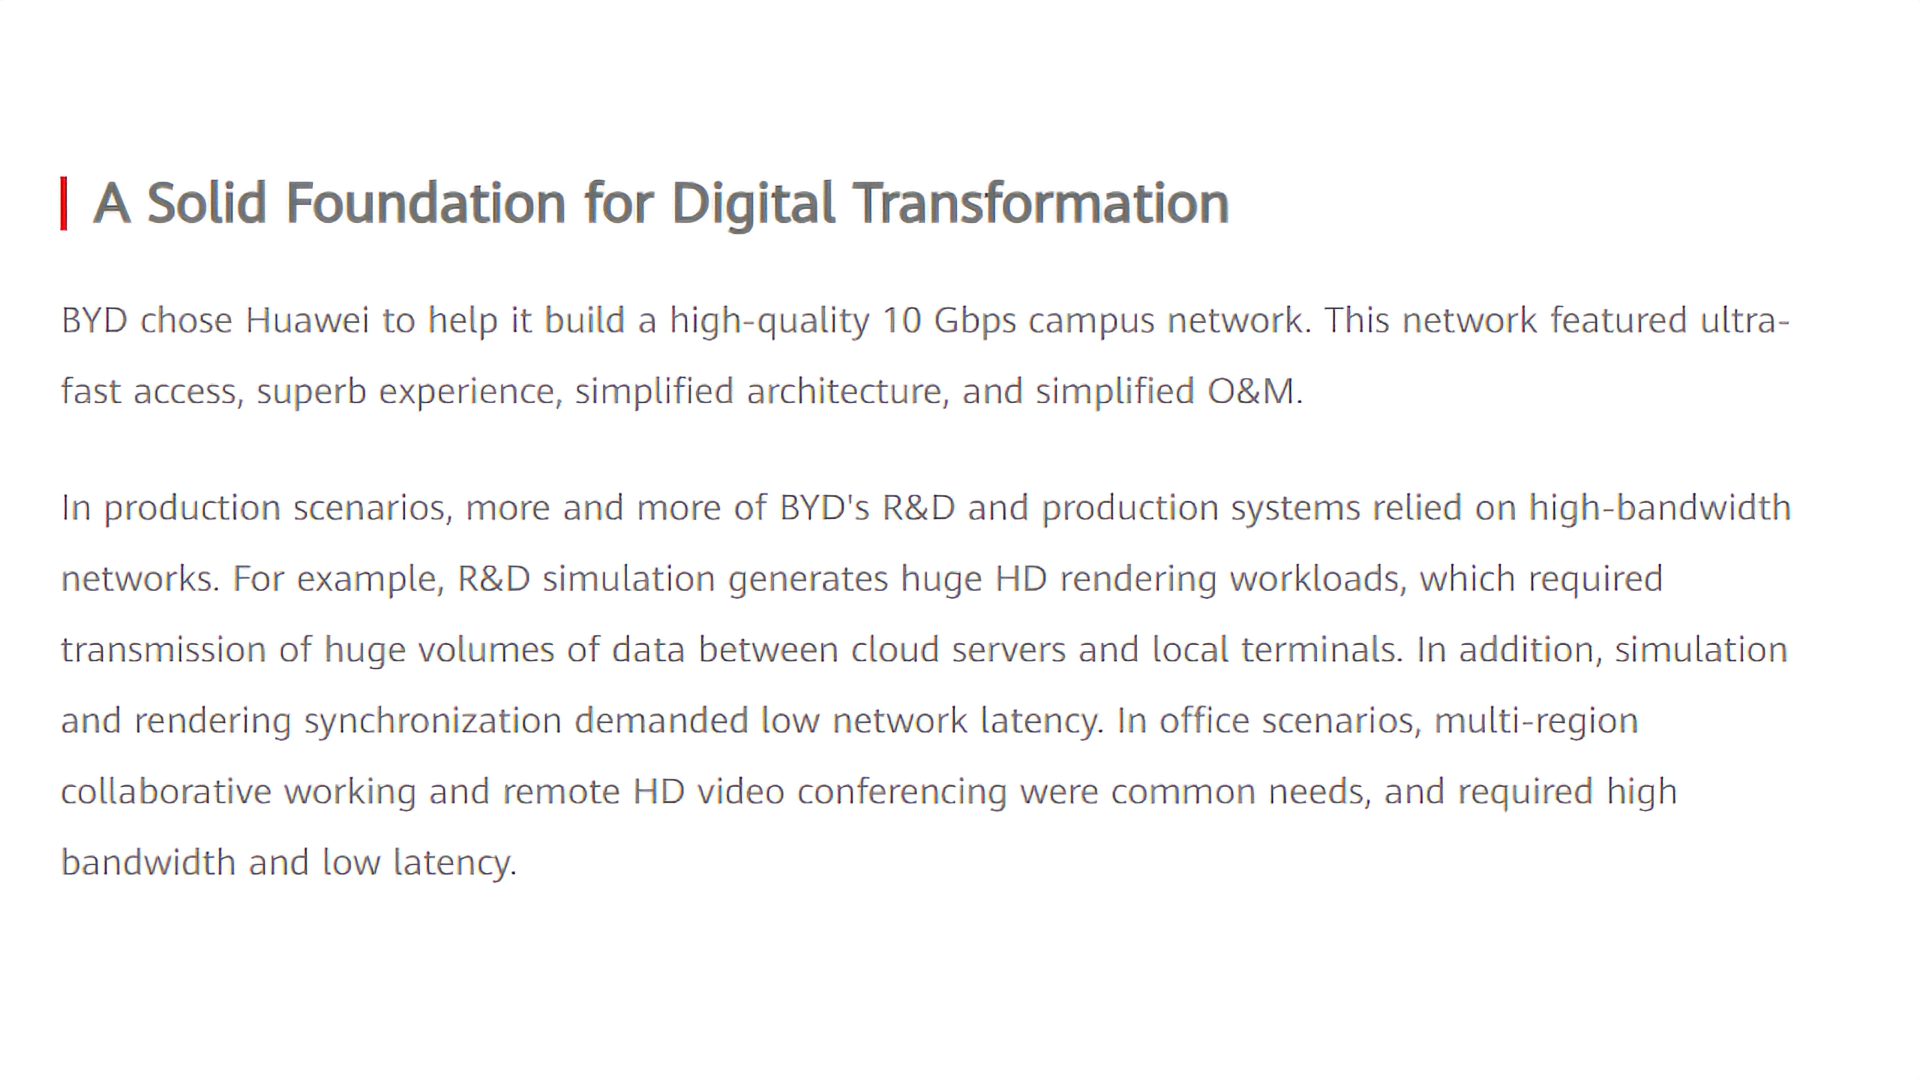 A Solid Foundation for Digital Transformation
BYD chose Huawei to help it build a high-quality 10 Gbps campus network. This network featured ultra-
fast access, superb experience, simplified architecture, and simplified O&M.
In production scenarios, more and more of BYD's R&D and production systems relied on high-bandwidth
networks. For example, R&D simulation generates huge HD rendering workloads, which required
transmission of huge volumes of data between cloud servers and local terminals. In addition, simulation
and rendering synchronization demanded low network latency. In office scenarios, multi-region
collaborative working and remote HD video conferencing were common needs, and required high
bandwidth and low latency.